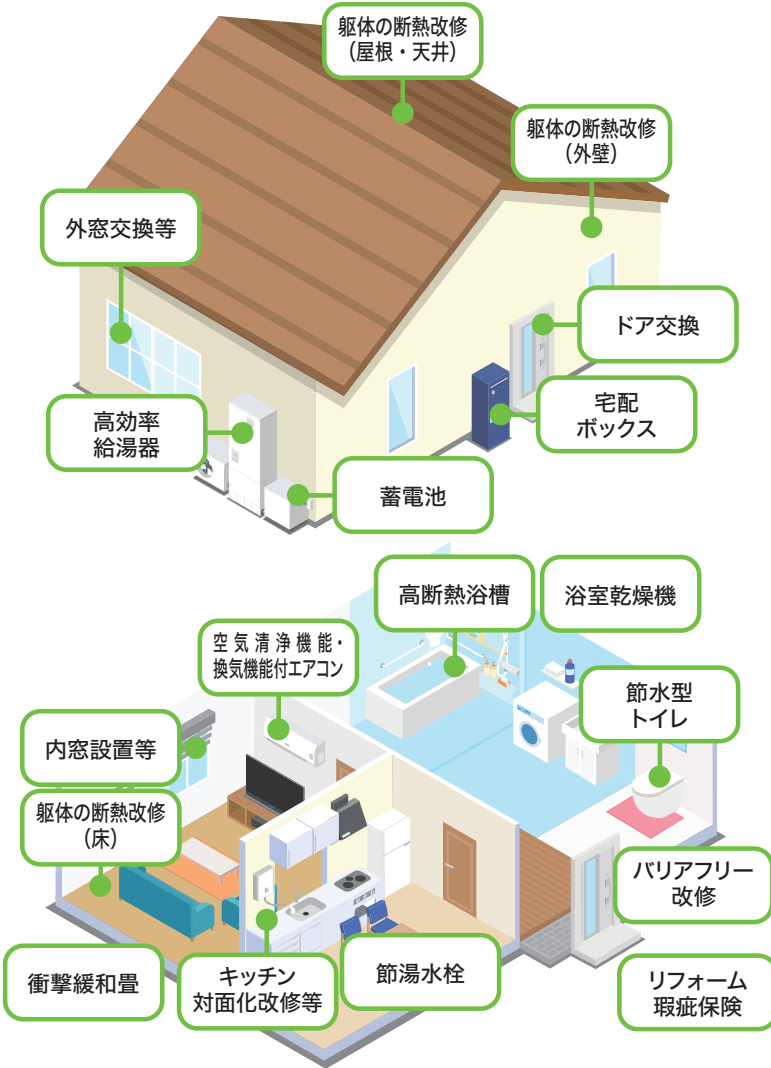 躯体の断熱改修
（屋根・天井）
躯体の断熱改修
（外壁）
外窓交換等
ドア交換
高効率
給湯器
宅配
ボックス
蓄電池
高断熱浴槽
浴室乾燥機
空気清浄機能・
換気機能付エアコン
節水型
トイレ
内窓設置等
躯体の断熱改修
（床）
バリアフリー
改修
衝撃緩和畳
キッチン
対面化改修等
節湯水栓
リフォーム
瑕疵保険